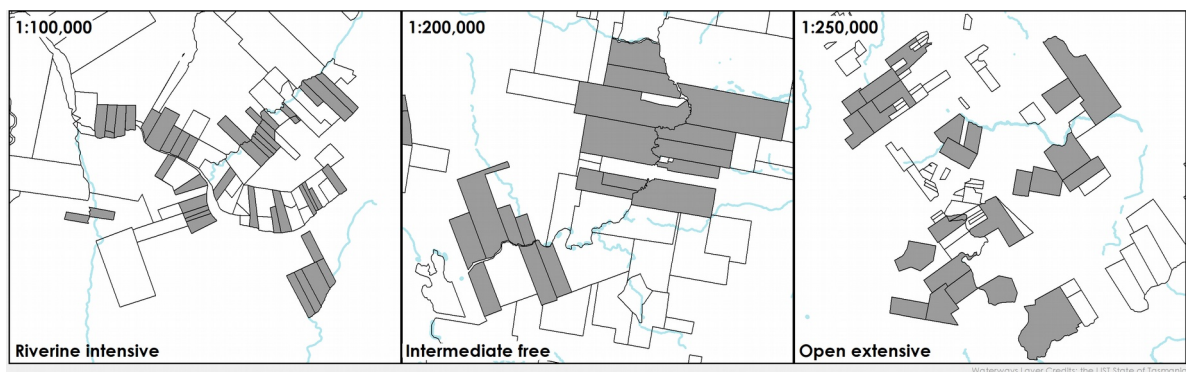 1:100,000
1:200,000
1:250,000
Riverine intensive
Intermediate free
Open extensive
Waterways Layer Credits: the LIST State of Tasmania